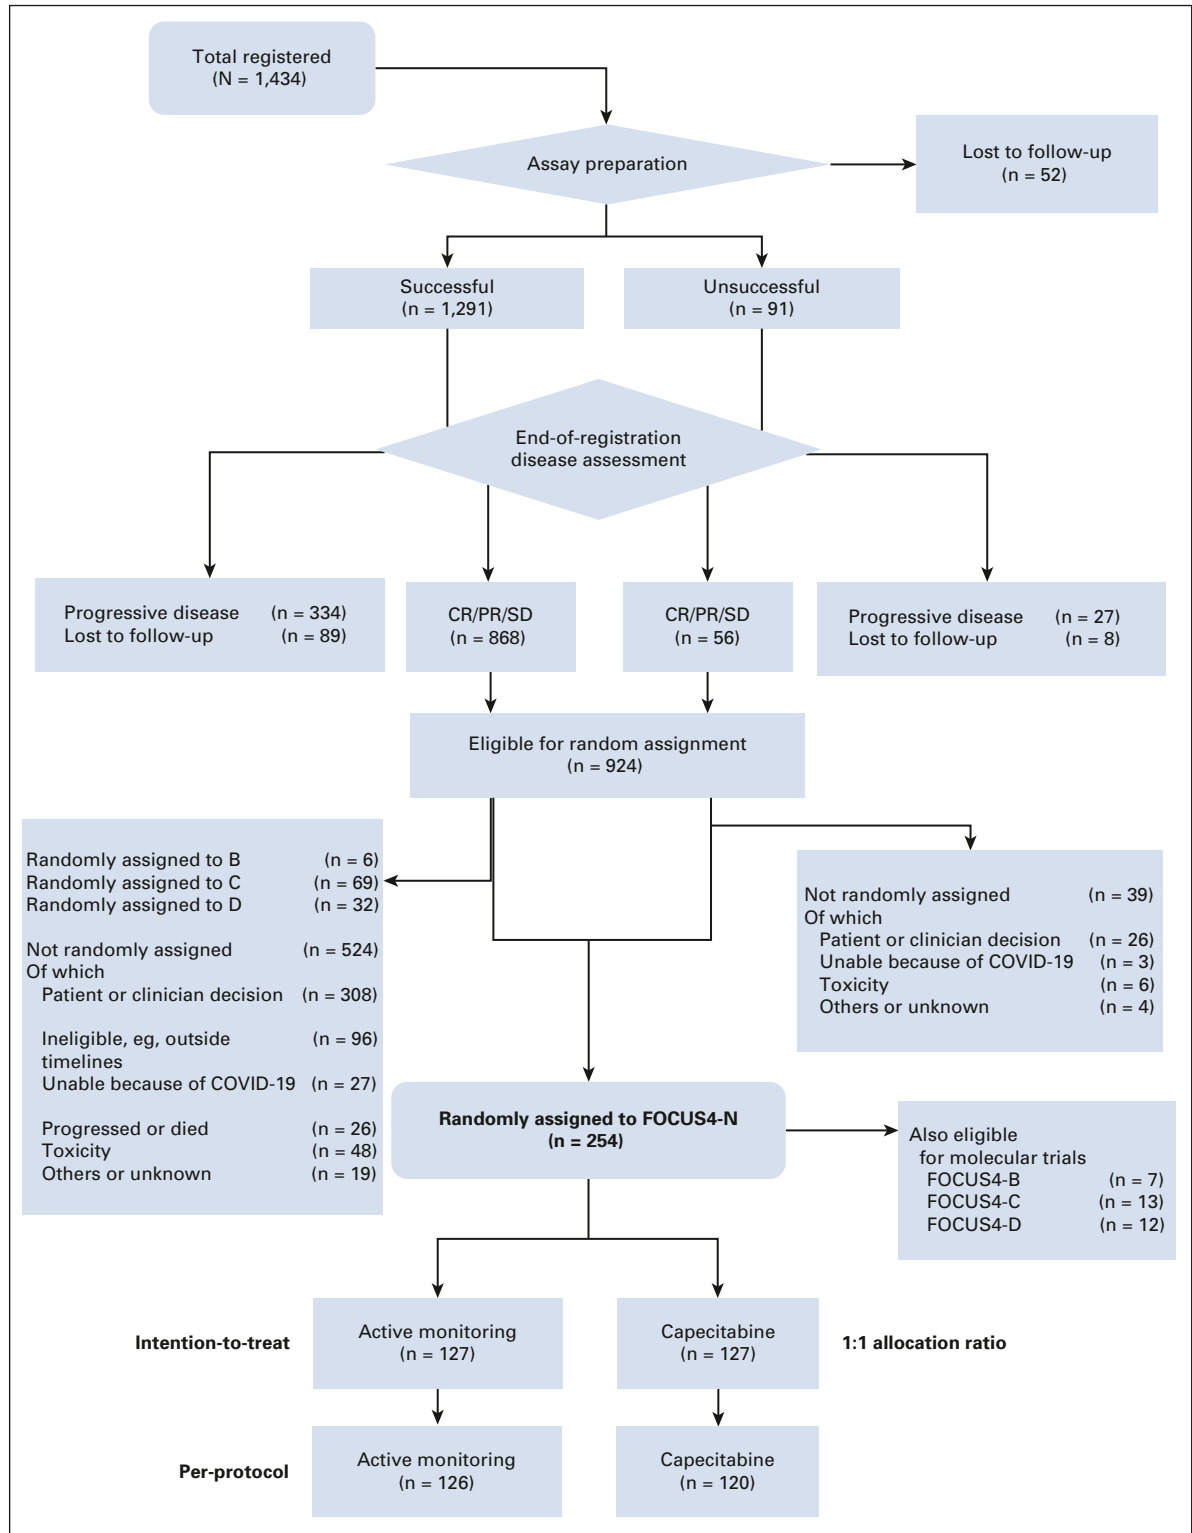 Total registered
(N = 1,434)
Assay preparation
Lost to follow-up
(n = 52)
Successful
(n = 1,291)
Unsuccessful
(n = 91)
End-of-registration
disease assessment
Progressive disease (n = 334)
Lost to follow-up (n = 89)
CR/PR/SD
(n = 868)
CR/PR/SD
(n = 56)
Progressive disease (n = 27)
Lost to follow-up (n = 8)
Eligible for random assignment
(n = 924)
Randomly assigned to B (n = 6)
Randomly assigned to C (n = 69)
Randomly assigned to D (n = 32)
Not randomly assigned (n = 524)
Of which
Patient or clinician decision (n = 308)
Ineligible, eg, outside (n = 96)
timelines
Unable because of COVID-19 (n = 27)
Progressed or died (n = 26)
Toxicity (n = 48)
Others or unknown (n = 19)
Not randomly assigned (n = 39)
Of which
Patient or clinician decision (n = 26)
Unable because of COVID-19 (n = 3)
Toxicity (n = 6)
Others or unknown (n = 4)
Randomly assigned to FOCUS4-N
(n = 254)
Also eligible
for molecular trials
FOCUS4-B (n = 7)
FOCUS4-C (n = 13)
FOCUS4-D (n = 12)
Intention-to-treat
Active monitoring
(n = 127)
Capecitabine
(n = 127)
1:1 allocation ratio
Per-protocol
Active monitoring
(n = 126)
Capecitabine
(n = 120)